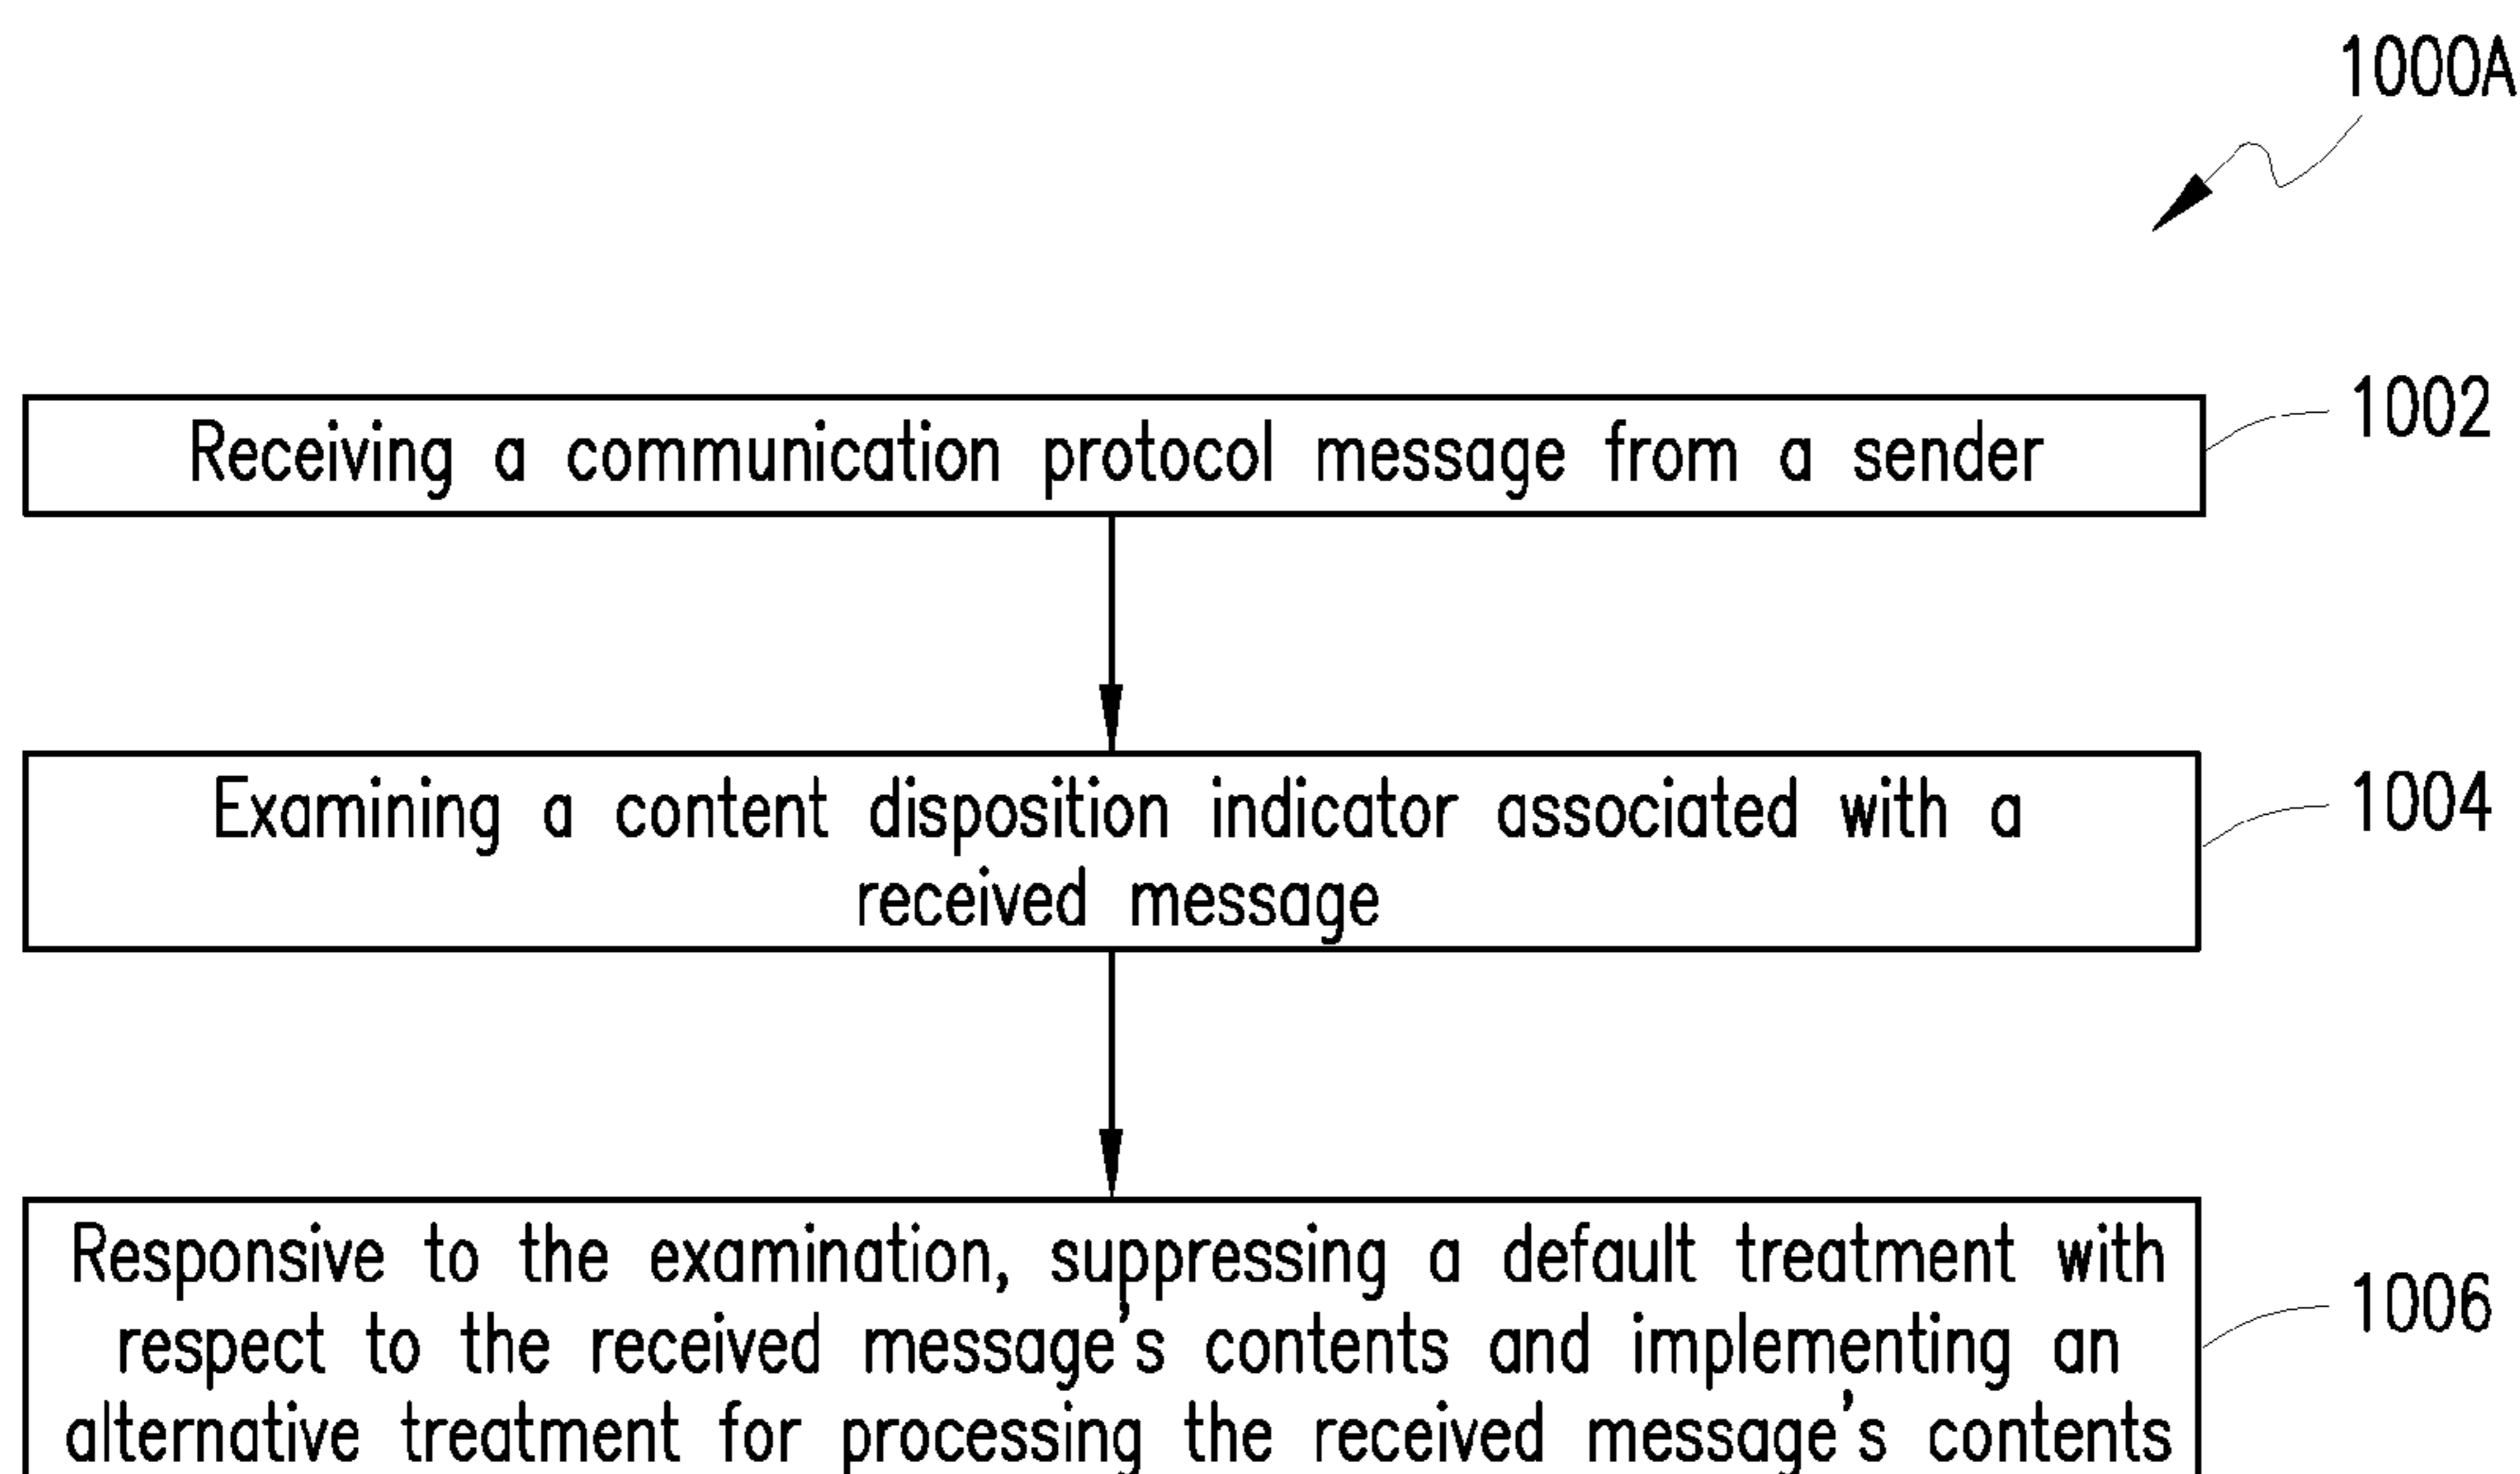 1000A
Receiving a communication protocol message from a sender
1002
Examining a content disposition indicator associated with a
received message
1004
Responsive to the examination, suppressing a default treatment with
respect to the received message's contents and implementing an
alternative treatment for processing the received message's contents
1006